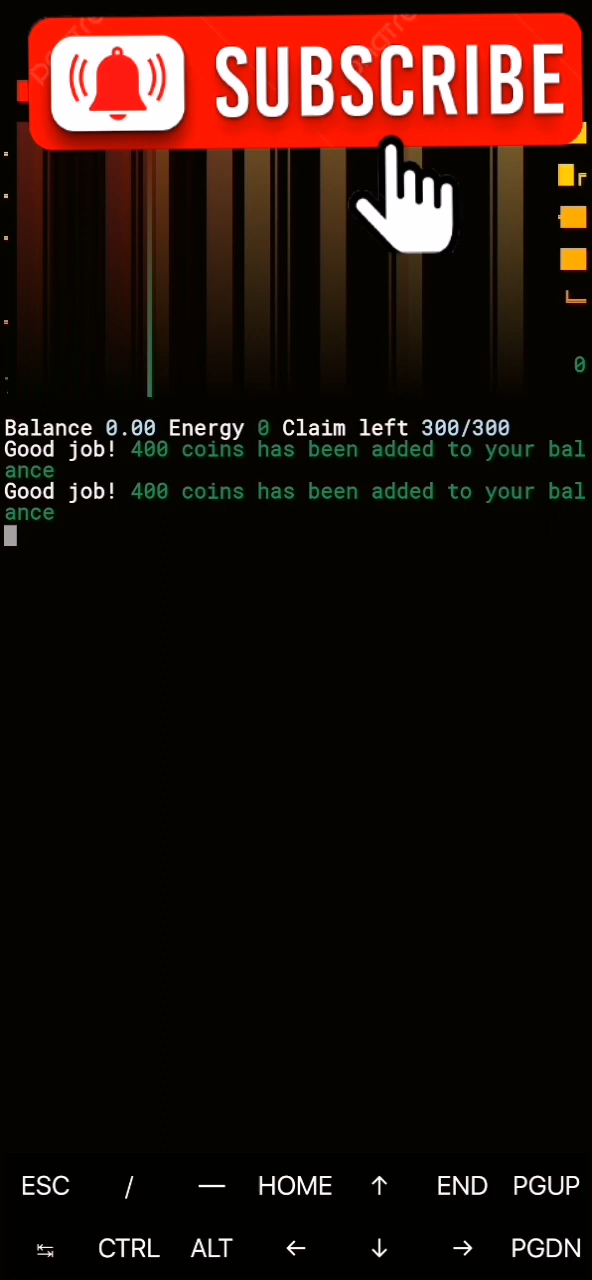 SUBSCRIBE
0
Balance 0.00 Energy 0 Claim left 300/300
Good job! 400 coins has been added to your bal
ance
Good job! 400 coins has been added to your bal
ance
ESC / — HOME ↑ END PGUP
↹ CTRL ALT ← ↓ → PGDN